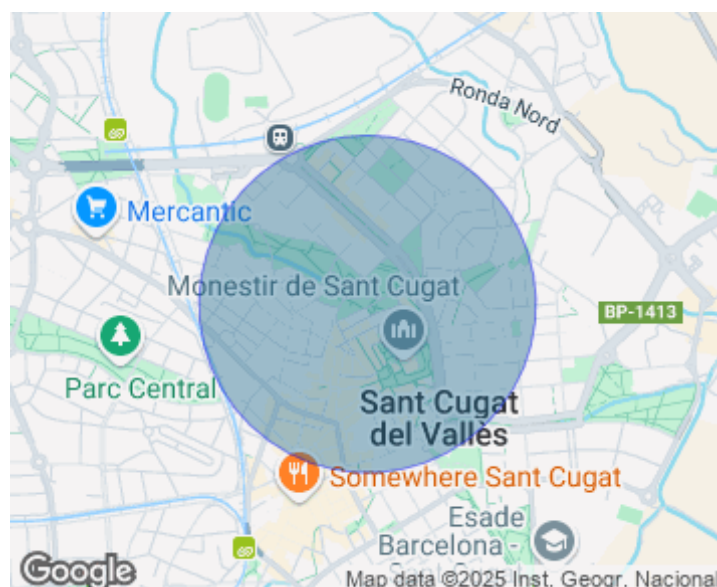 Ronda Nord
Mercantic
Monestir de Sant Cugat
BP-1413
Parc Central
Sant Cugat
del Vallès
Somewhere Sant Cugat
Esade
Barcelona -
Sant
Google
Map data ©2025 Inst. Geogr. Nacional